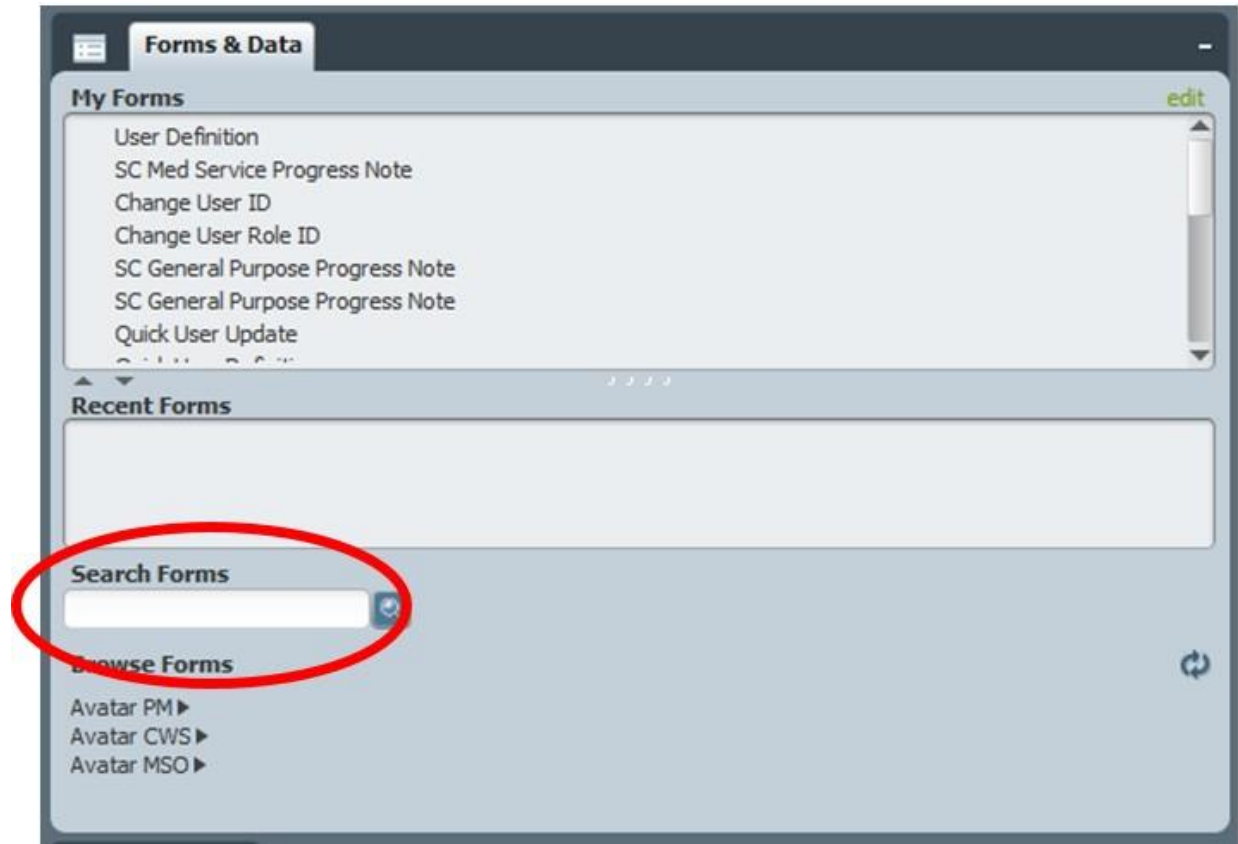 Forms & Data
My Forms
edit
User Definition
SC Med Service Progress Note
Change User ID
Change User Role ID
SC General Purpose Progress Note
SC General Purpose Progress Note
Quick User Update
Recent Forms
Search Forms
Browse Forms
Avatar PM
Avatar CWS
Avatar MSO